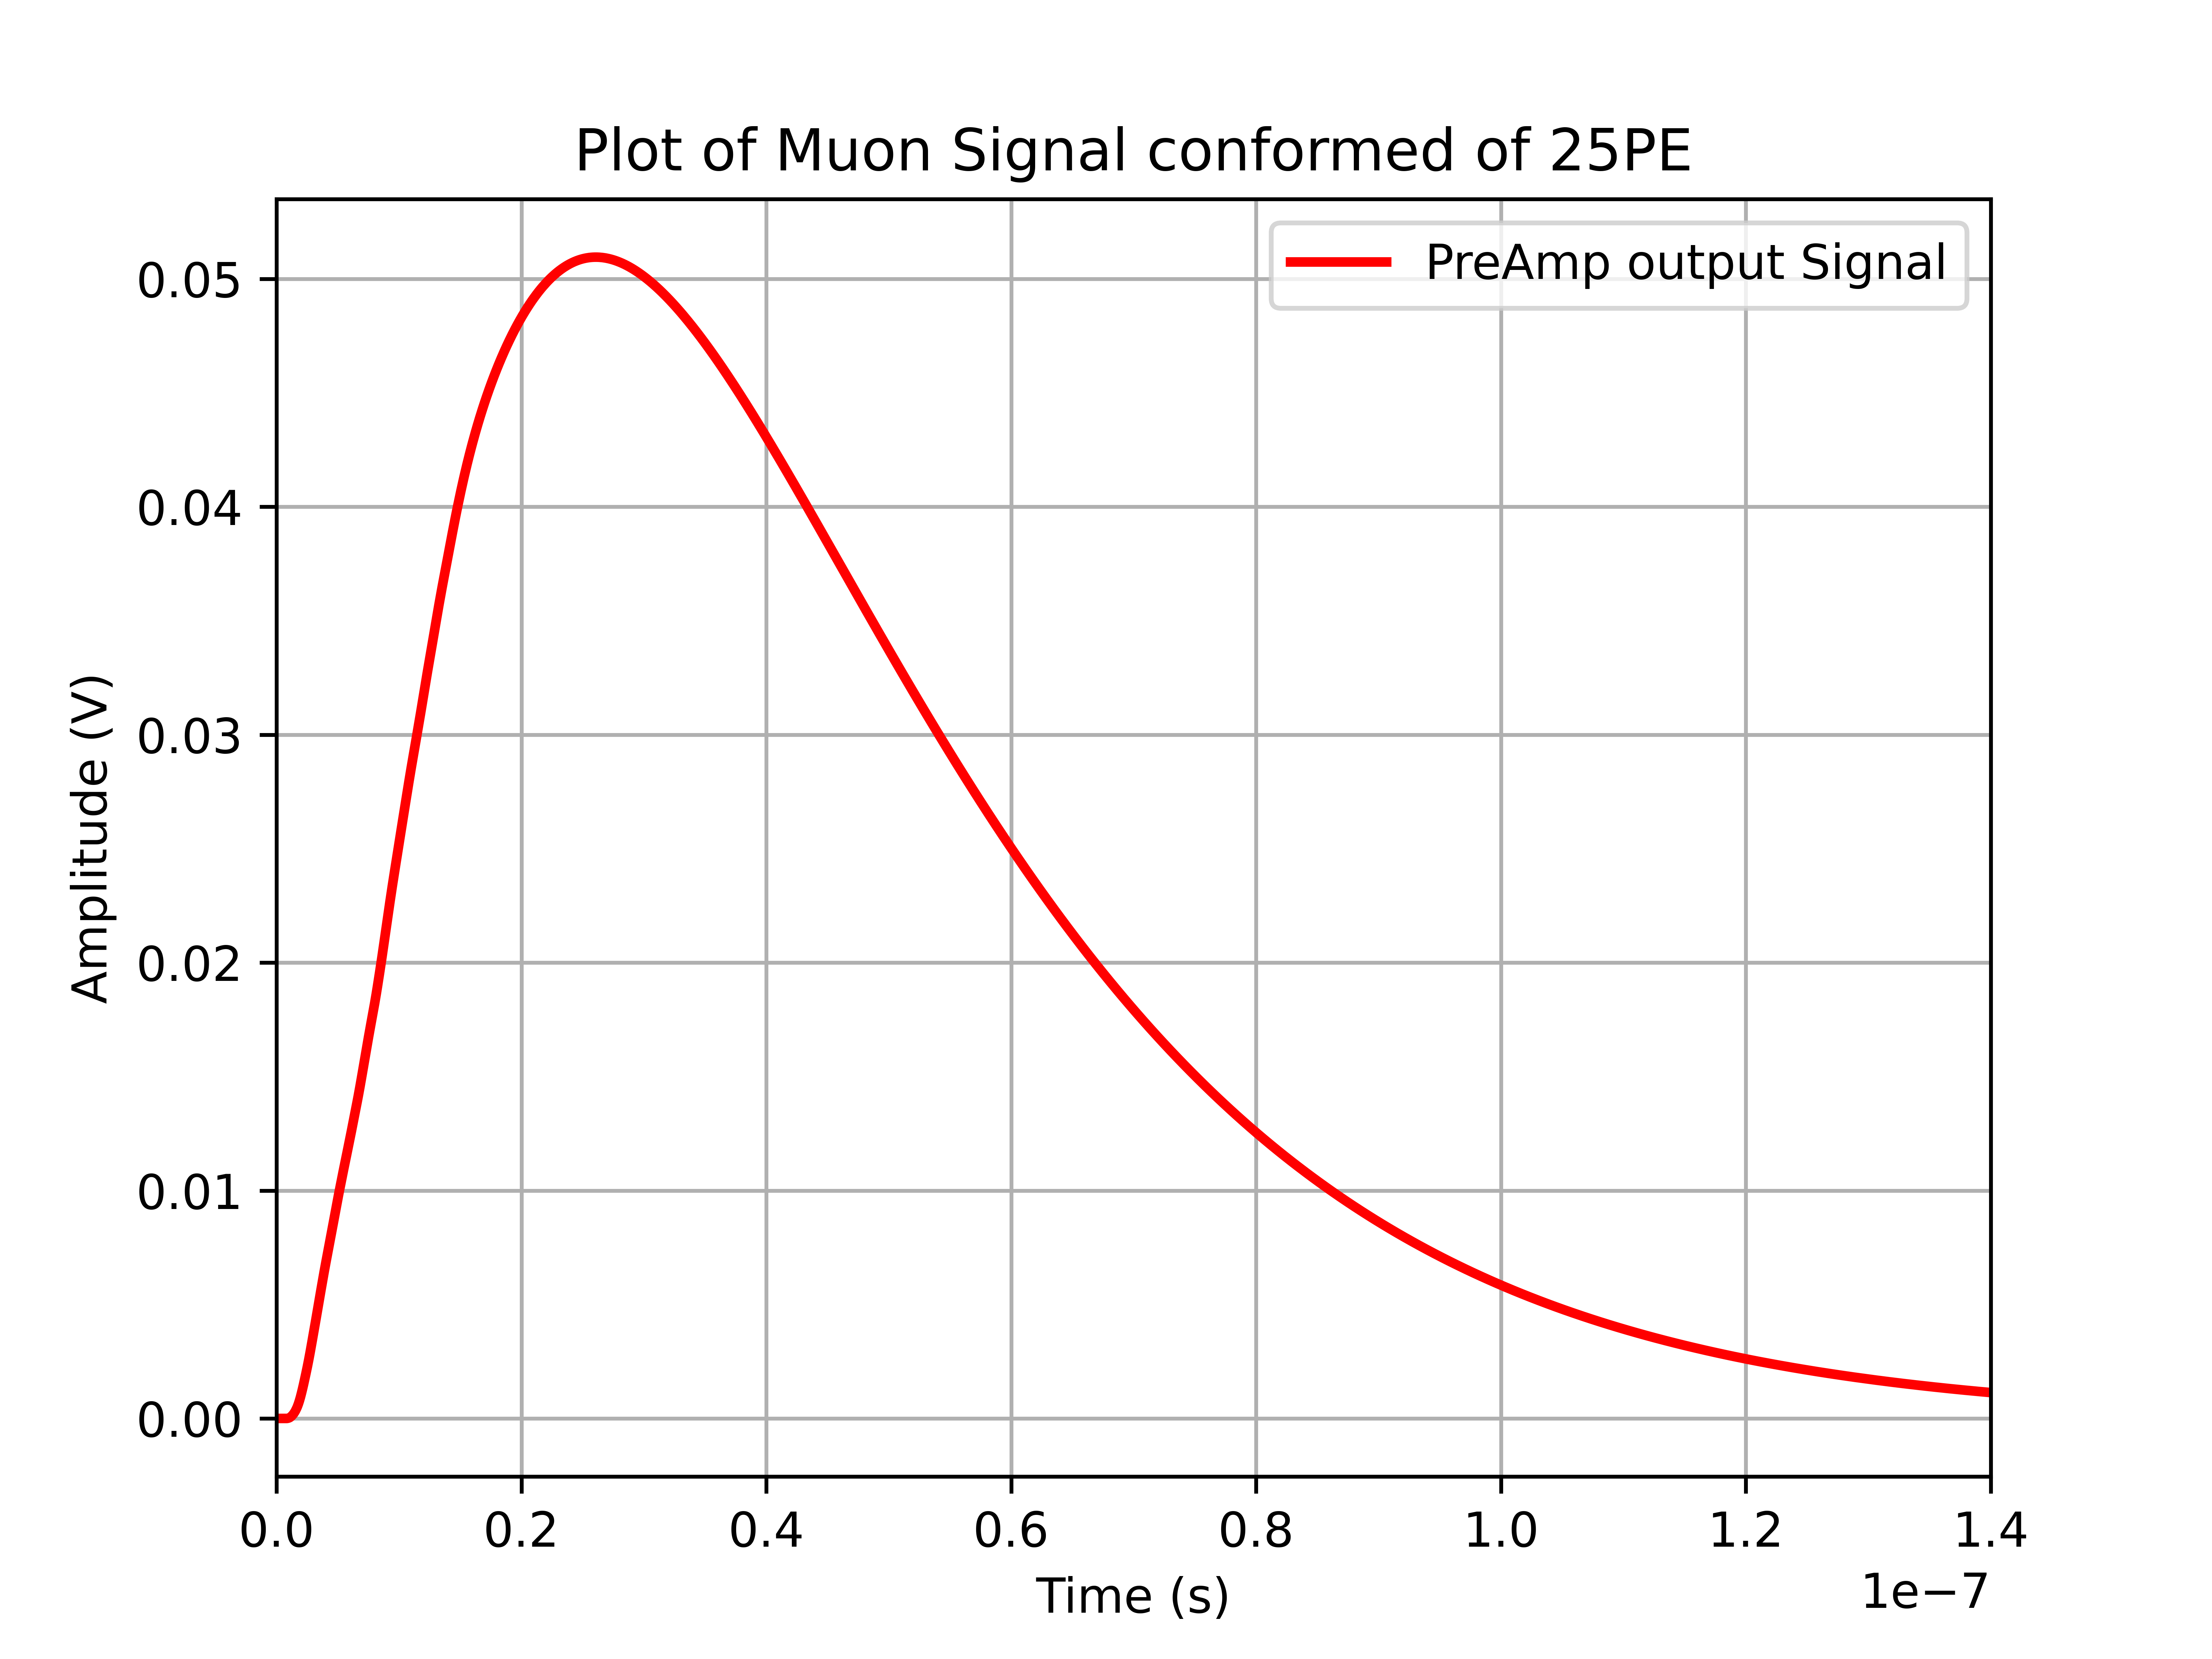 Plot of Muon Signal conformed of 25PE
PreAmp output Signal
0.05
0.04
0.03
0.02
0.01
0.00
Amplitude (V)
0.0 0.2 0.4 0.6 0.8 1.0 1.2 1.4
Time (s)
1e−7